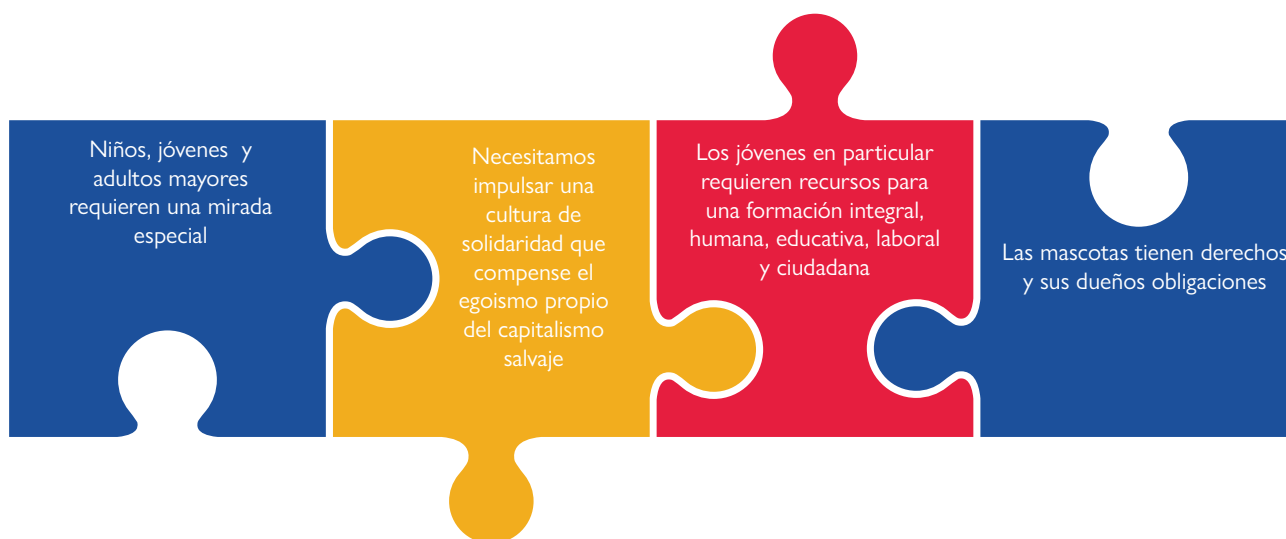 Niños, jóvenes y
adultos mayores
requieren una mirada
especial
Necesitamos
impulsar una
cultura de
solidaridad que
compense el
egoismo propio
del capitalismo
salvaje
Los jóvenes en particular
requieren recursos para
una formación integral,
humana, educativa, laboral
y ciudadana
Las mascotas tienen derechos
y sus dueños obligaciones